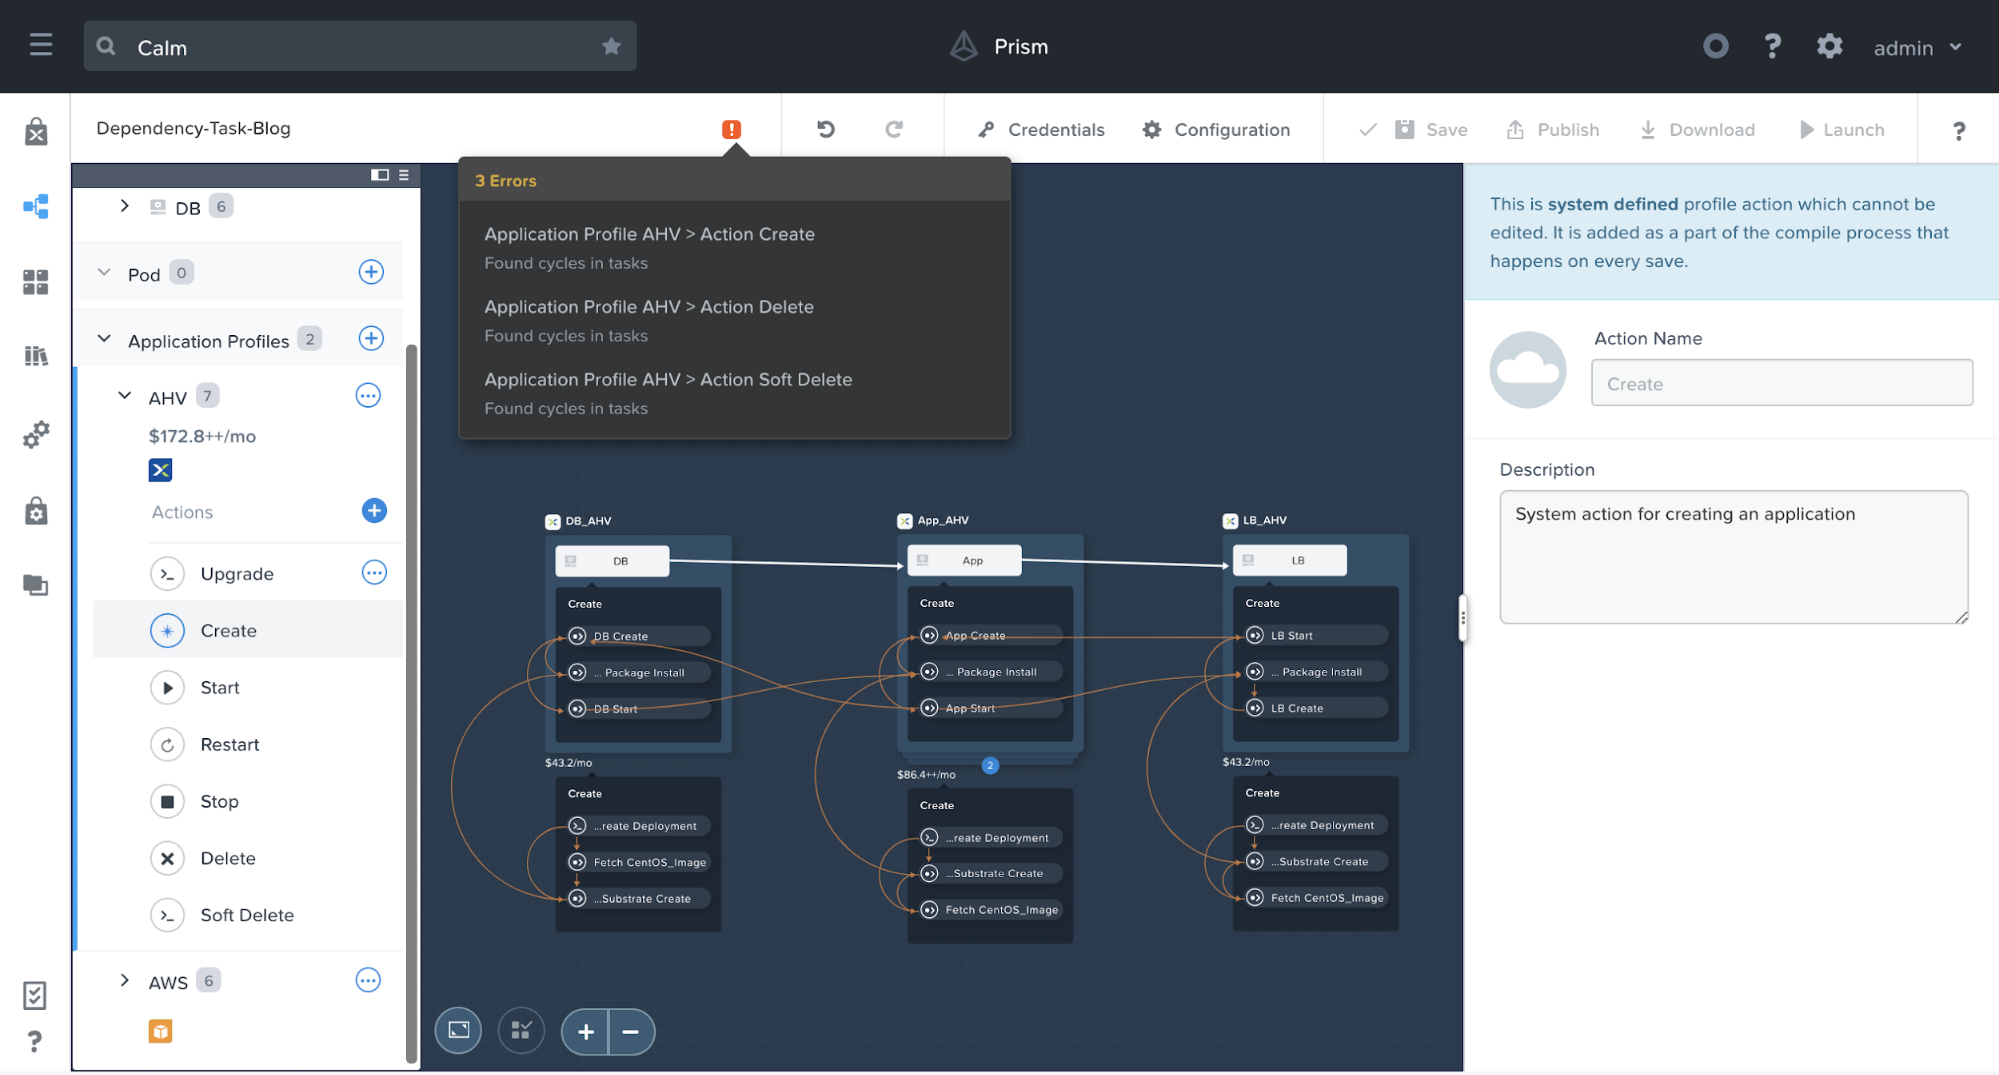 Calm
Prism
?
admin
Dependency-Task-Blog
!
Credentials
Configuration
Save
Publish
Download
Launch
?
DB 6
Pod 0
Application Profiles 2
AHV 7
$172.8++/mo
Actions
Upgrade
Create
Start
Restart
Stop
Delete
Soft Delete
AWS 6
?
3 Errors
Application Profile AHV > Action Create
Found cycles in tasks
Application Profile AHV > Action Delete
Found cycles in tasks
Application Profile AHV > Action Soft Delete
Found cycles in tasks
DB_AHV
DB
Create
DB Create
... Package Install
DB Start
$43.2/mo
Create
...reate Deployment
Fetch CentOS_Image
...Substrate Create
App_AHV
App
Create
App Create
... Package Install
App Start
2
$86.4++/mo
Create
...reate Deployment
...Substrate Create
Fetch CentOS_Image
LB_AHV
LB
Create
LB Start
... Package Install
LB Create
$43.2/mo
Create
...reate Deployment
...Substrate Create
Fetch CentOS_Image
This is system defined profile action which cannot be
edited. It is added as a part of the compile process that
happens on every save.
Action Name
Create
Description
System action for creating an application